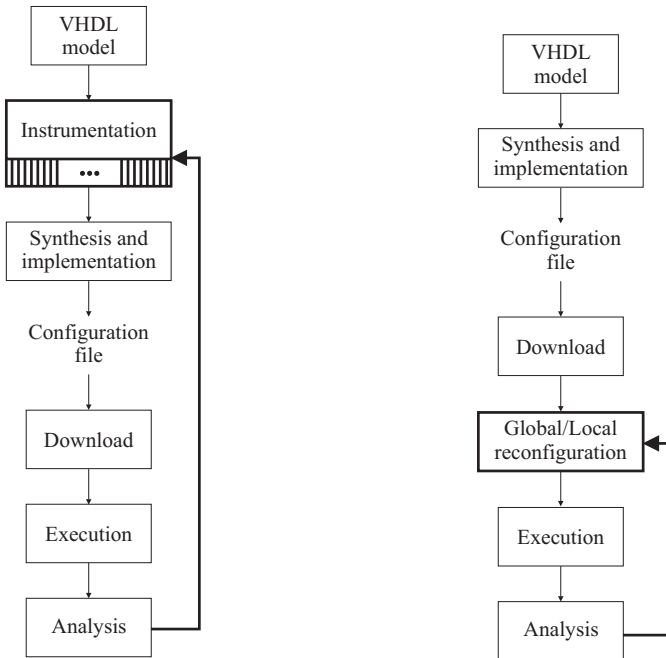 VHDL
model
Instrumentation
...
Synthesis and
implementation
Configuration
file
Download
Execution
Analysis
VHDL
model
Synthesis and
implementation
Configuration
file
Download
Global/Local
reconfiguration
Execution
Analysis